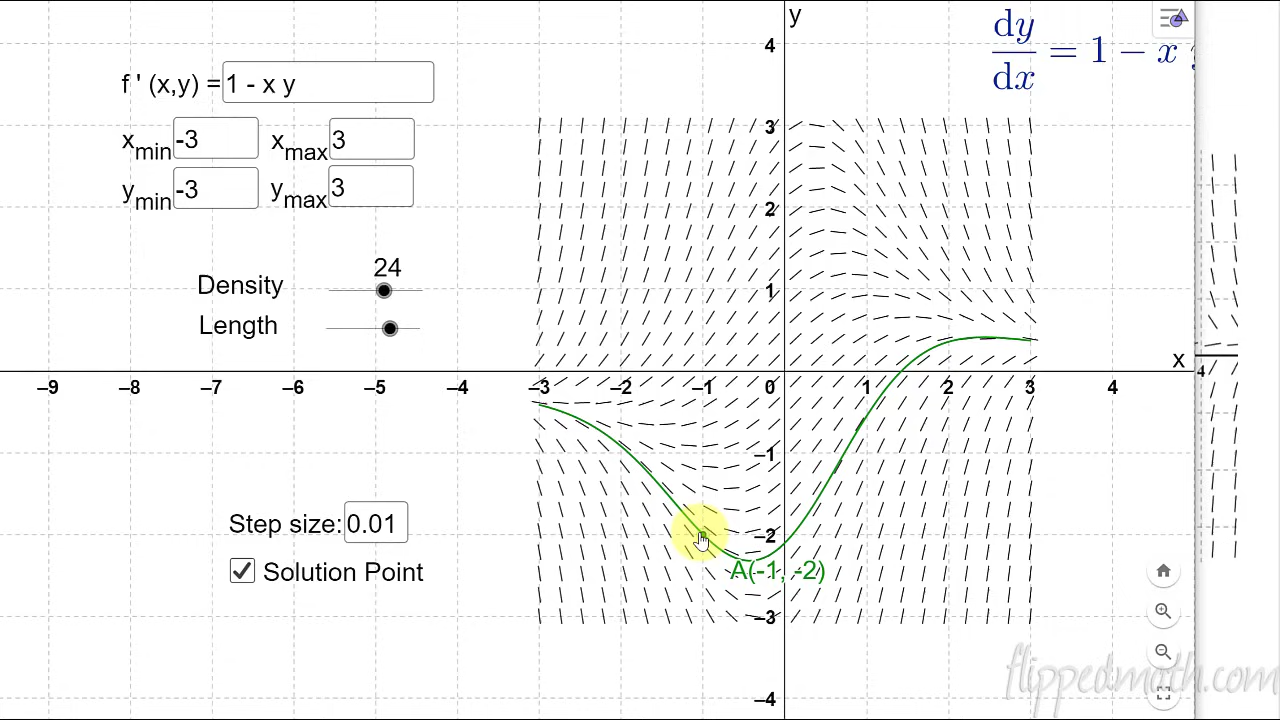 y
dy/dx = 1 − x
f ' (x,y) = 1 - x y
xmin -3 xmax 3
ymin -3 ymax 3
24
Density
Length
4
3
2
1
x
–9 –8 –7 –6 –5 –4 –3 –2 –1 0 1 2 3 4 4
–1
–2
–3
–4
Step size: 0.01
Solution Point
A(-1, -2)
flippedmath.com